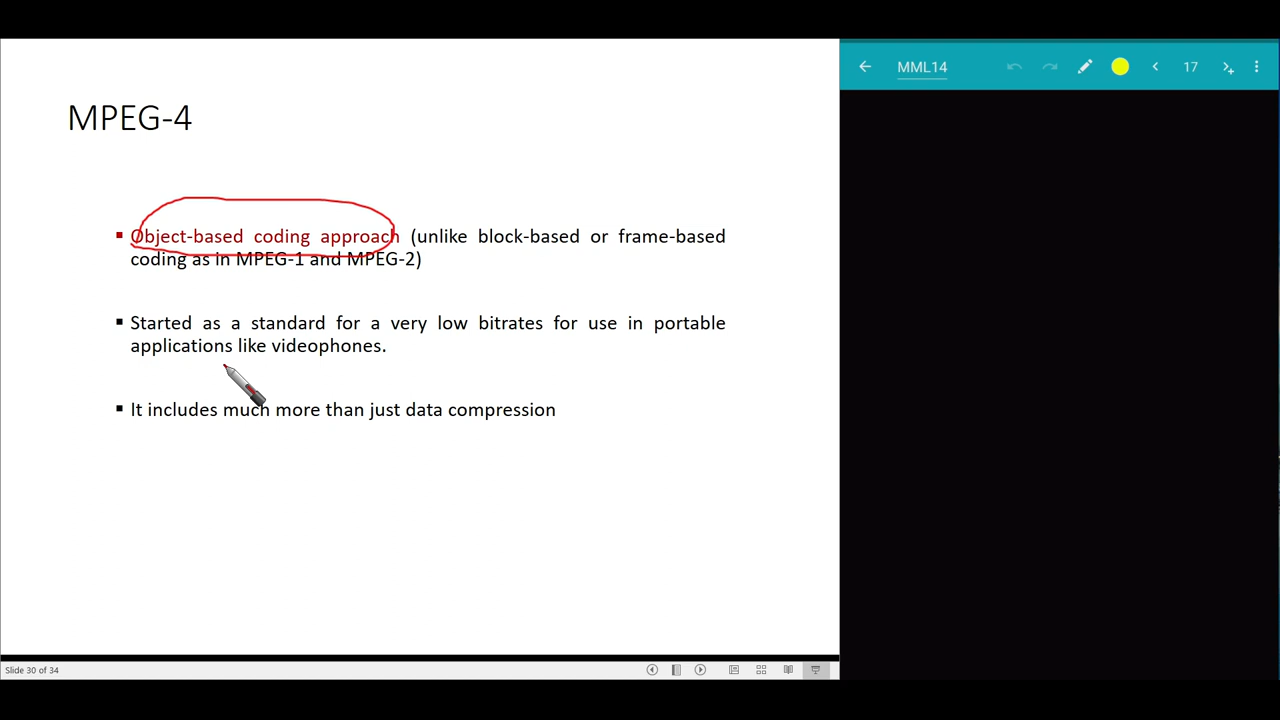 MPEG-4
▪ Object-based coding approach (unlike block-based or frame-based
coding as in MPEG-1 and MPEG-2)
▪ Started as a standard for a very low bitrates for use in portable
applications like videophones.
▪ It includes much more than just data compression
Slide 30 of 34
MML14
17